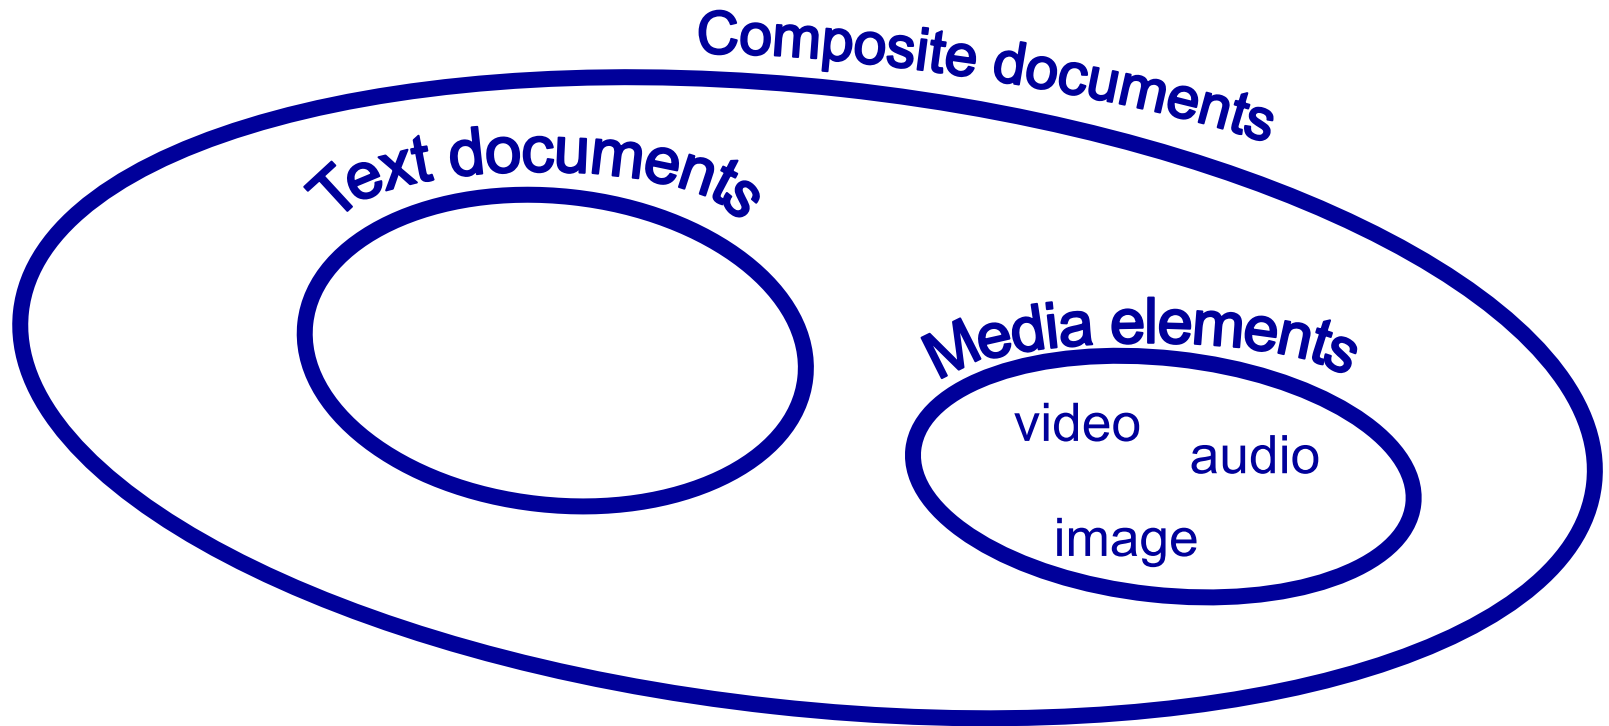 Composite documents
Text documents
Media elements
video
audio
image